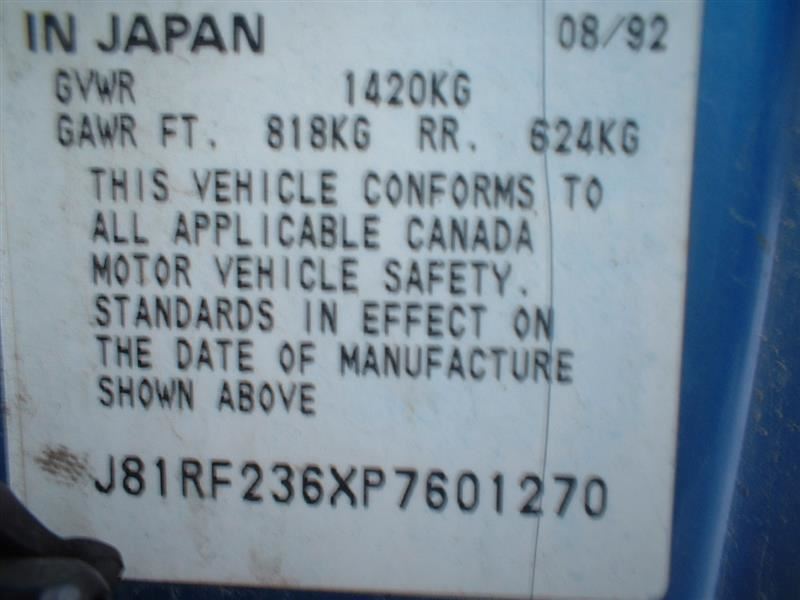 IN JAPAN 08/92
GVWR 1420KG
GAWR FT. 818KG RR. 624KG
THIS VEHICLE CONFORMS TO
ALL APPLICABLE CANADA
MOTOR VEHICLE SAFETY.
STANDARDS IN EFFECT ON
THE DATE OF MANUFACTURE
SHOWN ABOVE
J81RF236XP7601270